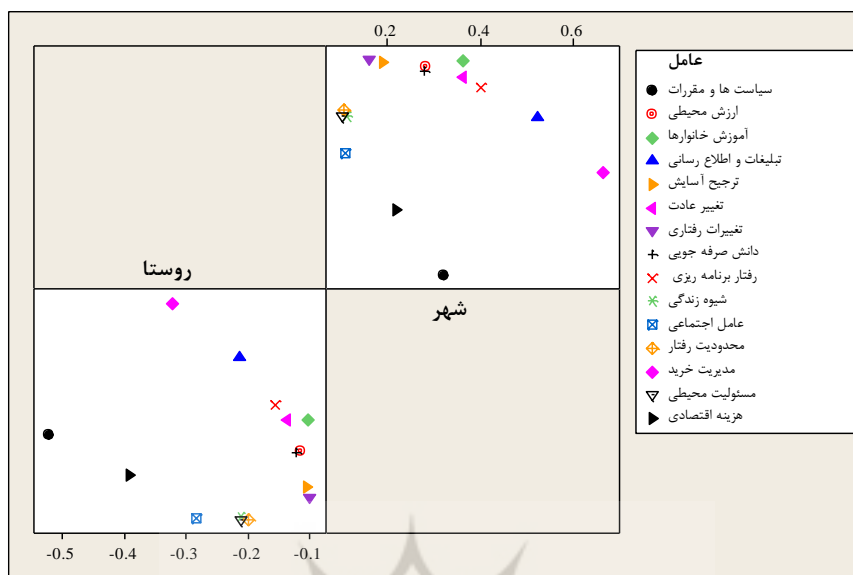 0.2 0.4 0.6
عامل
سیاست ها و مقررات
ارزش محیطی
آموزش خانوارها
تبلیغات و اطلاع رسانی
ترجیح آسایش
تغییر عادت
تغییرات رفتاری
دانش صرفه جویی
رفتار برنامه ریزی
شیوه زندگی
عامل اجتماعی
محدودیت رفتار
مدیریت خرید
مسئولیت محیطی
هزینه اقتصادی
روستا
شهر
-0.5 -0.4 -0.3 -0.2 -0.1